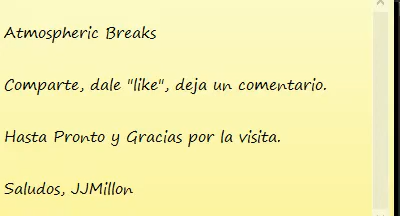 Atmospheric Breaks
Comparte, dale "like", deja un comentario.
Hasta Pronto y Gracias por la visita.
Saludos, JJMillon